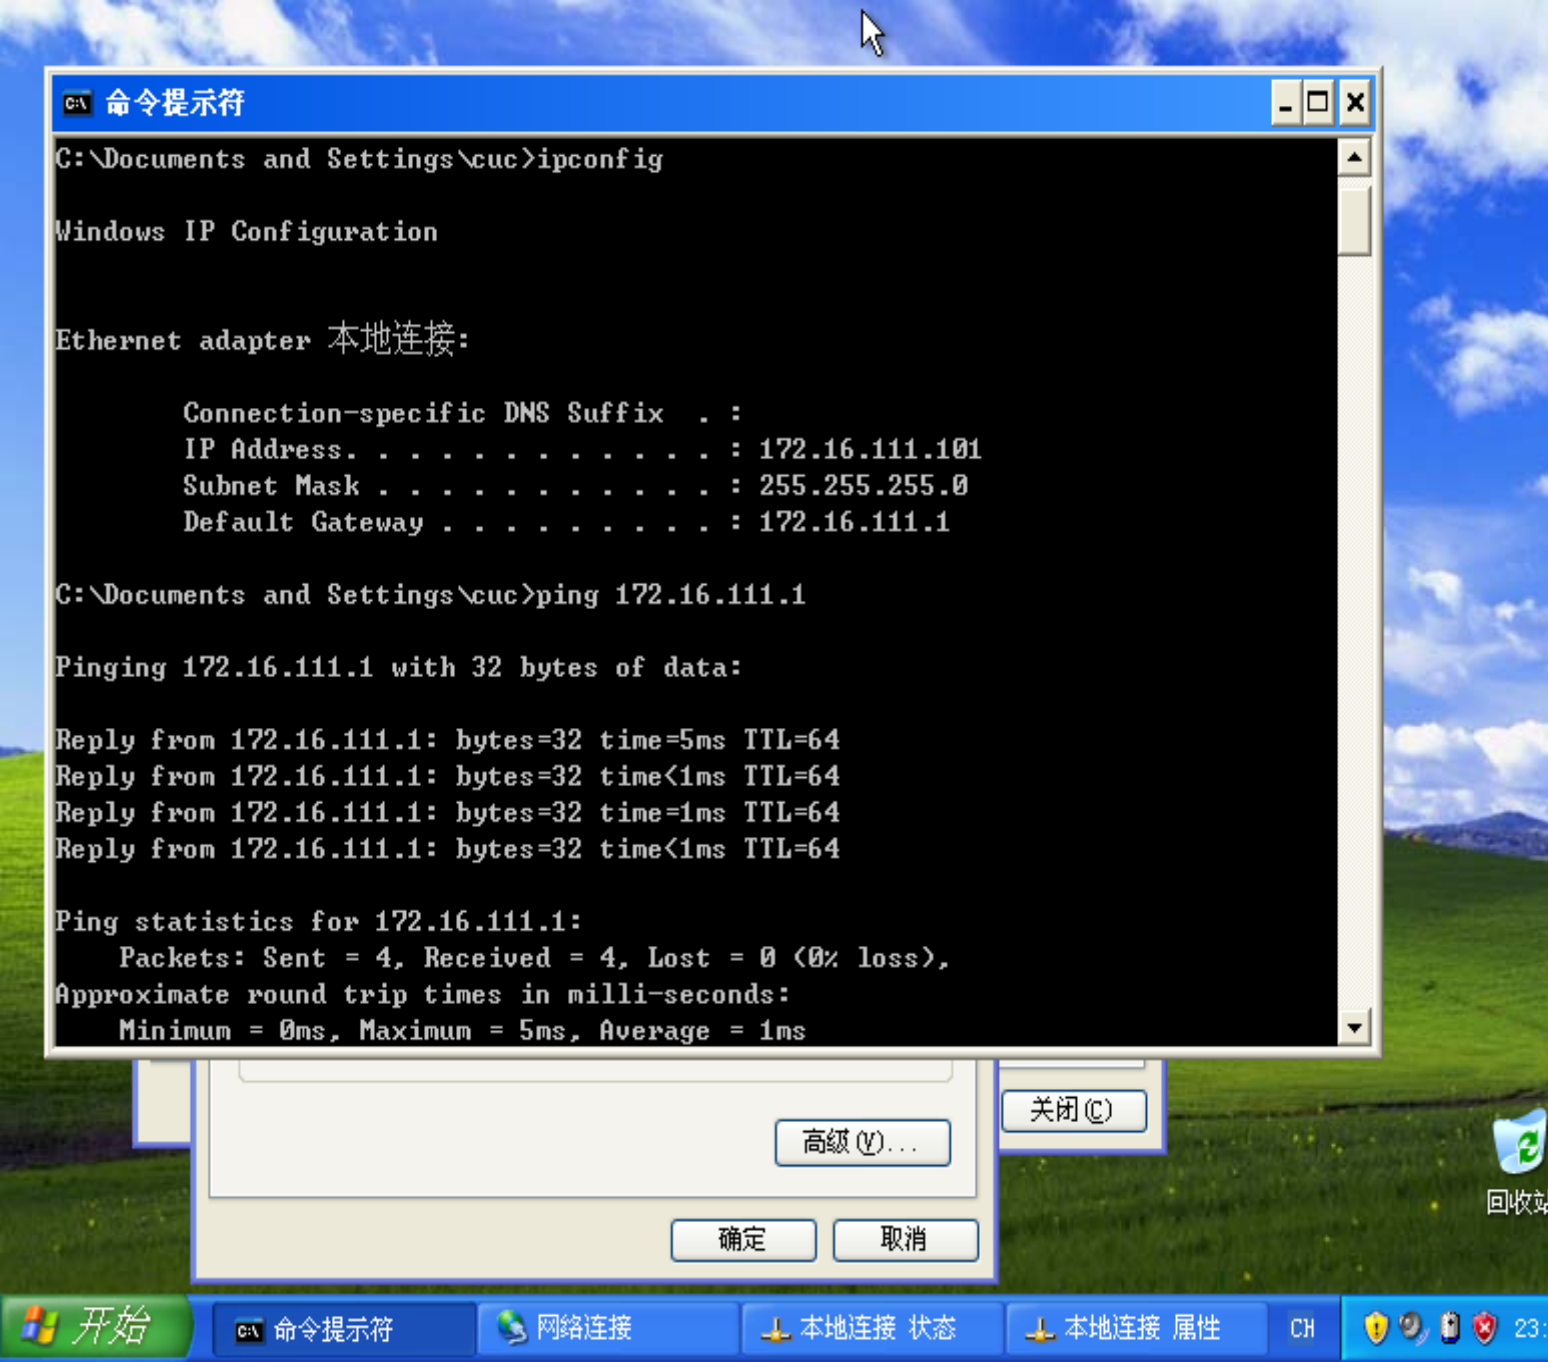 命令提示符
C:\Documents and Settings\cuc>ipconfig
Windows IP Configuration
Ethernet adapter 本地连接:
Connection-specific DNS Suffix  . :
IP Address. . . . . . . . . . . . : 172.16.111.101
Subnet Mask . . . . . . . . . . . : 255.255.255.0
Default Gateway . . . . . . . . . : 172.16.111.1
C:\Documents and Settings\cuc>ping 172.16.111.1
Pinging 172.16.111.1 with 32 bytes of data:
Reply from 172.16.111.1: bytes=32 time=5ms TTL=64
Reply from 172.16.111.1: bytes=32 time<1ms TTL=64
Reply from 172.16.111.1: bytes=32 time=1ms TTL=64
Reply from 172.16.111.1: bytes=32 time<1ms TTL=64
Ping statistics for 172.16.111.1:
Packets: Sent = 4, Received = 4, Lost = 0 (0% loss),
Approximate round trip times in milli-seconds:
Minimum = 0ms, Maximum = 5ms, Average = 1ms
关闭(C)
高级(V)...
回收站
确定 取消
开始 命令提示符 网络连接 本地连接 状态 本地连接 属性 CH 23: